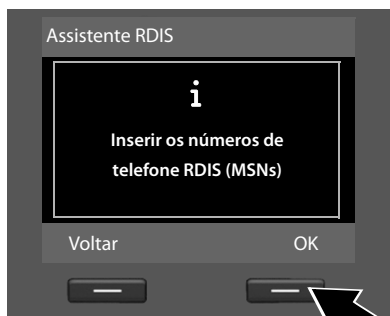 Assistente RDIS
i
Inserir os números de
telefone RDIS (MSNs)
Voltar OK